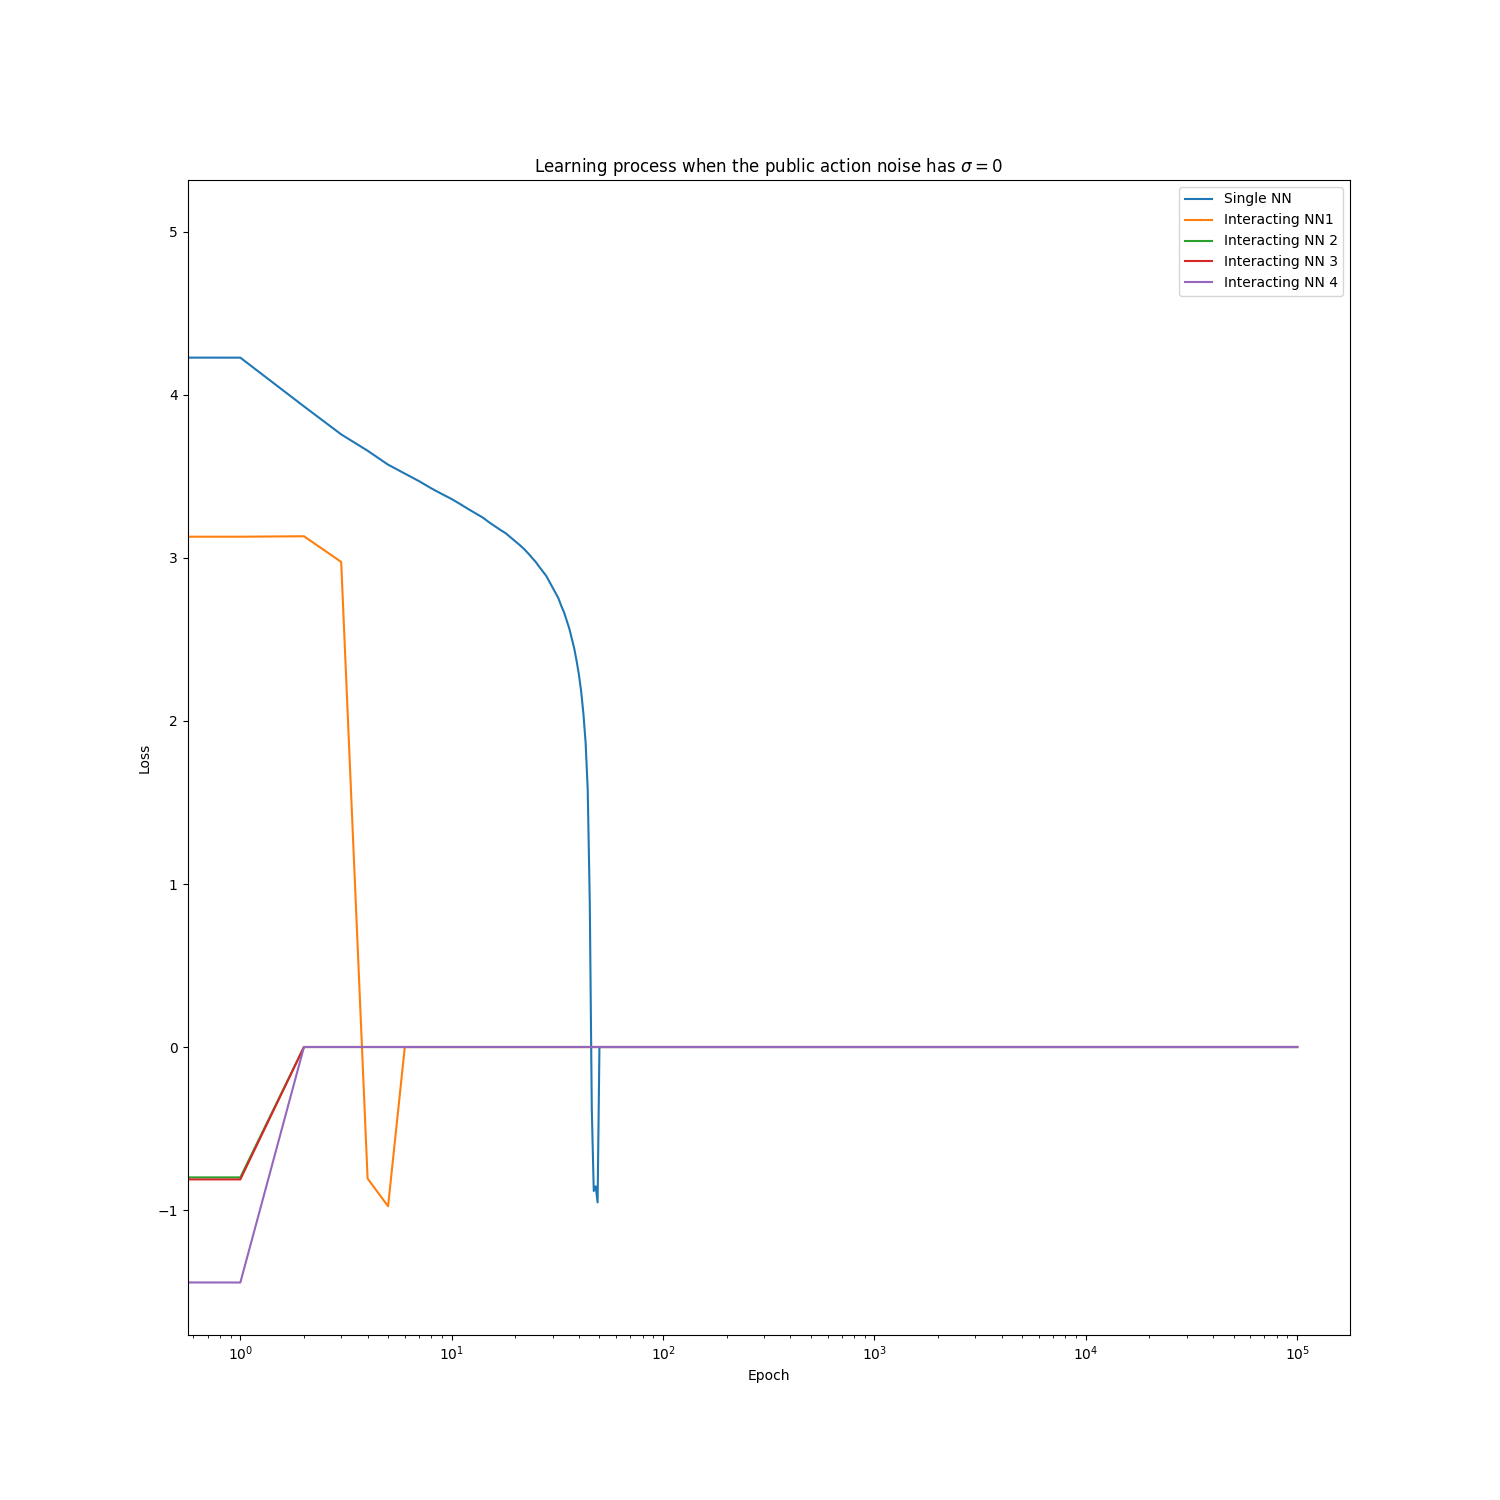 Learning process when the public action noise has σ = 0
Single NN
Interacting NN1
Interacting NN 2
Interacting NN 3
Interacting NN 4
5
4
3
2
1
0
−1
Loss
10⁰ 10¹ 10² 10³ 10⁴ 10⁵
Epoch